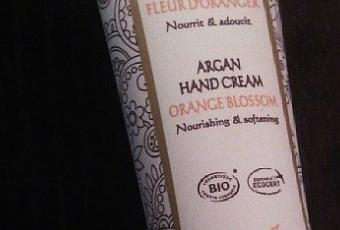 FLEUR D'ORANGER
Nourrit & adoucit
ARGAN
HAND CREAM
ORANGE BLOSSOM
Nourishing & softening
BIO
ECOCERT